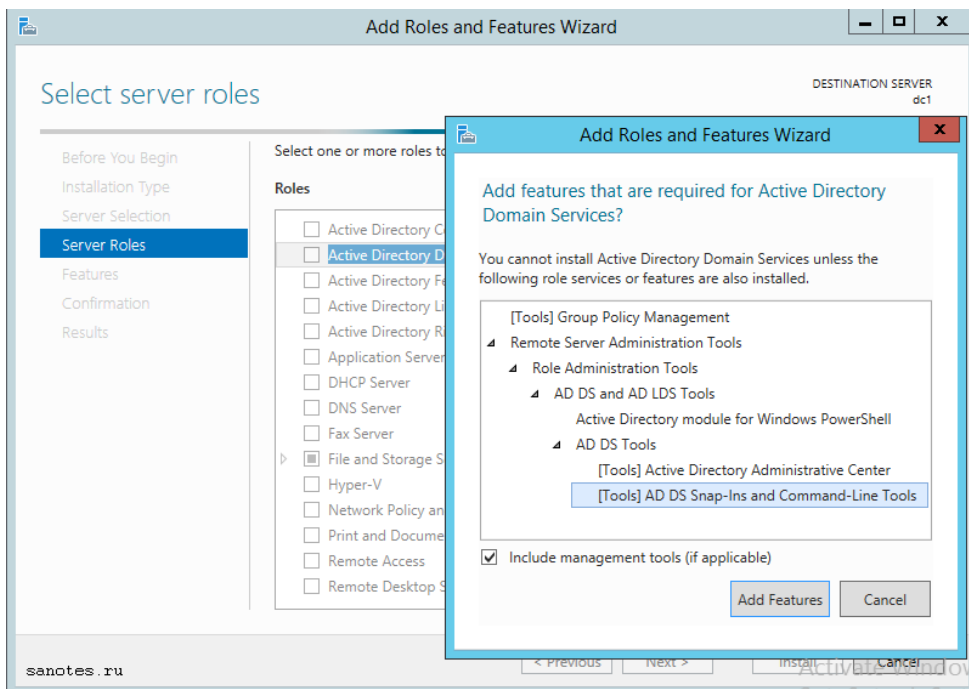 Add Roles and Features Wizard
Select server roles
DESTINATION SERVER
dc1
Before You Begin
Installation Type
Server Selection
Server Roles
Features
Confirmation
Results
Select one or more roles to
Roles
Active Directory C
Active Directory D
Active Directory Fe
Active Directory Li
Active Directory Ri
Application Server
DHCP Server
DNS Server
Fax Server
File and Storage S
Hyper-V
Network Policy an
Print and Docume
Remote Access
Remote Desktop S
Add Roles and Features Wizard
Add features that are required for Active Directory
Domain Services?
You cannot install Active Directory Domain Services unless the
following role services or features are also installed.
[Tools] Group Policy Management
Remote Server Administration Tools
Role Administration Tools
AD DS and AD LDS Tools
Active Directory module for Windows PowerShell
AD DS Tools
[Tools] Active Directory Administrative Center
[Tools] AD DS Snap-Ins and Command-Line Tools
Include management tools (if applicable)
Add Features Cancel
< Previous Next > Install Cancel
Activate Window
sanotes.ru